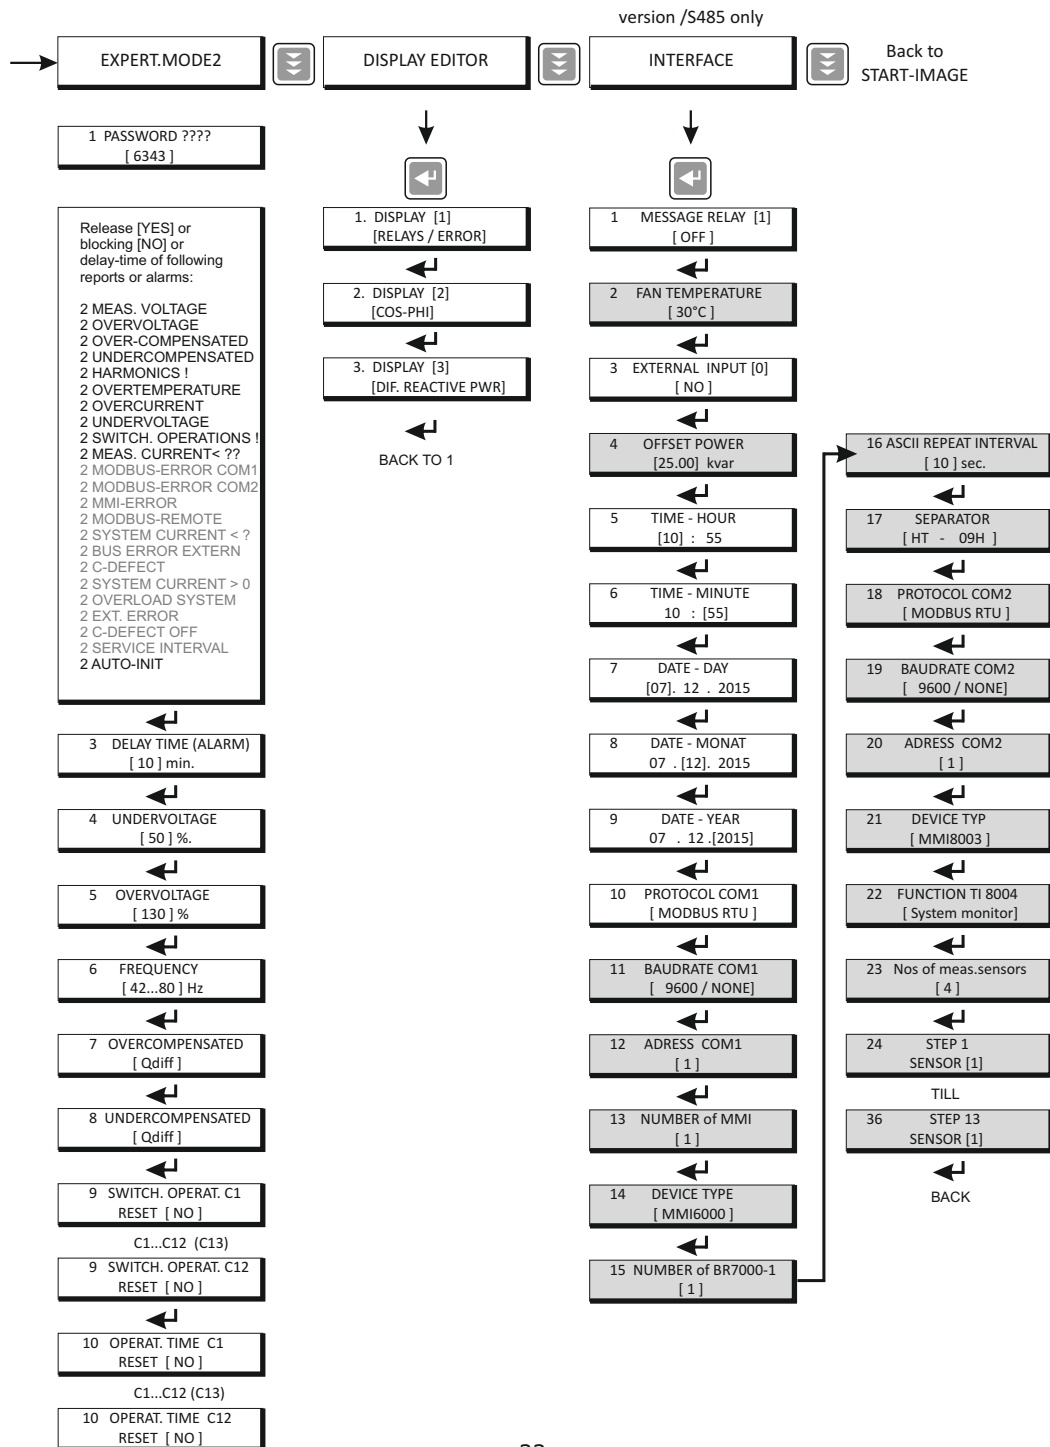 version /S485 only
EXPERT.MODE2
DISPLAY EDITOR
INTERFACE
Back to
START-IMAGE
1 PASSWORD ????
[ 6343 ]
Release [YES] or
blocking [NO] or
delay-time of following
reports or alarms:
2 MEAS. VOLTAGE
2 OVERVOLTAGE
2 OVER-COMPENSATED
2 UNDERCOMPENSATED
2 HARMONICS !
2 OVERTEMPERATURE
2 OVERCURRENT
2 UNDERVOLTAGE
2 SWITCH. OPERATIONS !
2 MEAS. CURRENT< ??
2 MODBUS-ERROR COM1
2 MODBUS-ERROR COM2
2 MMI-ERROR
2 MODBUS-REMOTE
2 SYSTEM CURRENT < ?
2 BUS ERROR EXTERN
2 C-DEFECT
2 SYSTEM CURRENT > 0
2 OVERLOAD SYSTEM
2 EXT. ERROR
2 C-DEFECT OFF
2 SERVICE INTERVAL
2 AUTO-INIT
3 DELAY TIME (ALARM)
[ 10 ] min.
4 UNDERVOLTAGE
[ 50 ] %.
5 OVERVOLTAGE
[ 130 ] %
6 FREQUENCY
[ 42...80 ] Hz
7 OVERCOMPENSATED
[ Qdiff ]
8 UNDERCOMPENSATED
[ Qdiff ]
9 SWITCH. OPERAT. C1
RESET [ NO ]
C1...C12 (C13)
9 SWITCH. OPERAT. C12
RESET [ NO ]
10 OPERAT. TIME C1
RESET [ NO ]
C1...C12 (C13)
10 OPERAT. TIME C12
RESET [ NO ]
1. DISPLAY [1]
[RELAYS / ERROR]
2. DISPLAY [2]
[COS-PHI]
3. DISPLAY [3]
[DIF. REACTIVE PWR]
BACK TO 1
1 MESSAGE RELAY [1]
[ OFF ]
2 FAN TEMPERATURE
[ 30°C ]
3 EXTERNAL INPUT [0]
[ NO ]
4 OFFSET POWER
[25.00] kvar
5 TIME - HOUR
[10] : 55
6 TIME - MINUTE
10 : [55]
7 DATE - DAY
[07]. 12 . 2015
8 DATE - MONAT
07 . [12]. 2015
9 DATE - YEAR
07 . 12 .[2015]
10 PROTOCOL COM1
[ MODBUS RTU ]
11 BAUDRATE COM1
[ 9600 / NONE]
12 ADRESS COM1
[ 1 ]
13 NUMBER of MMI
[ 1 ]
14 DEVICE TYPE
[ MMI6000 ]
15 NUMBER of BR7000-1
[ 1 ]
16 ASCII REPEAT INTERVAL
[ 10 ] sec.
17 SEPARATOR
[ HT - 09H ]
18 PROTOCOL COM2
[ MODBUS RTU ]
19 BAUDRATE COM2
[ 9600 / NONE]
20 ADRESS COM2
[ 1 ]
21 DEVICE TYP
[ MMI8003 ]
22 FUNCTION TI 8004
[ System monitor]
23 Nos of meas.sensors
[ 4 ]
24 STEP 1
SENSOR [1]
TILL
36 STEP 13
SENSOR [1]
BACK